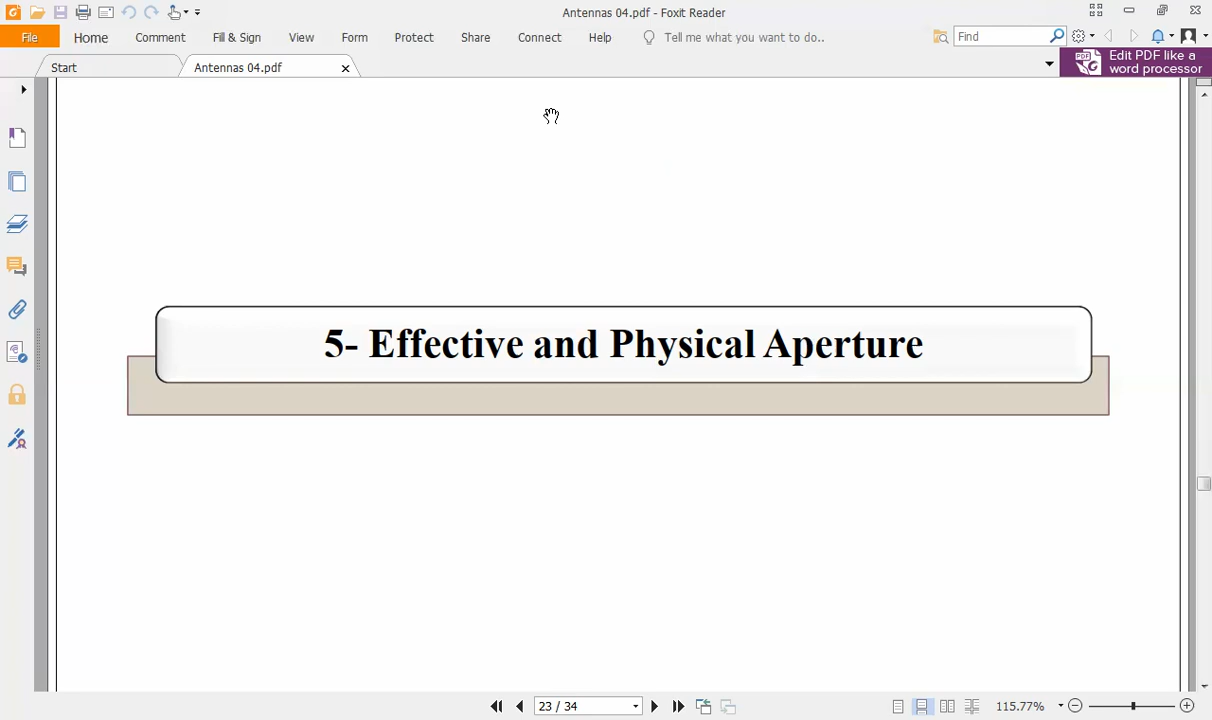 Antennas 04.pdf - Foxit Reader
File Home Comment Fill & Sign View Form Protect Share Connect Help Tell me what you want to do.. Find
Start Antennas 04.pdf
Edit PDF like a
word processor
5- Effective and Physical Aperture
23 / 34 115.77%